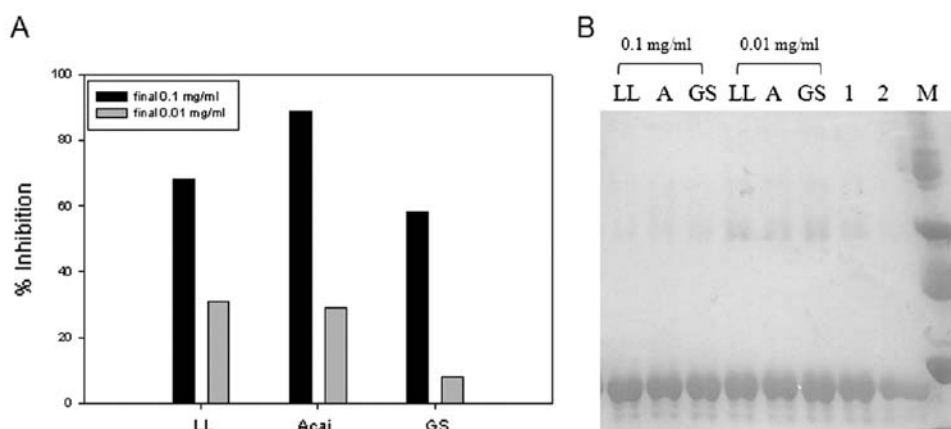 A
100
80
60
40
20
0
% Inhibition
final 0.1 mg/ml
final 0.01 mg/ml
LL Acai GS
B
0.1 mg/ml 0.01 mg/ml
LL A GS LL A GS 1 2 M